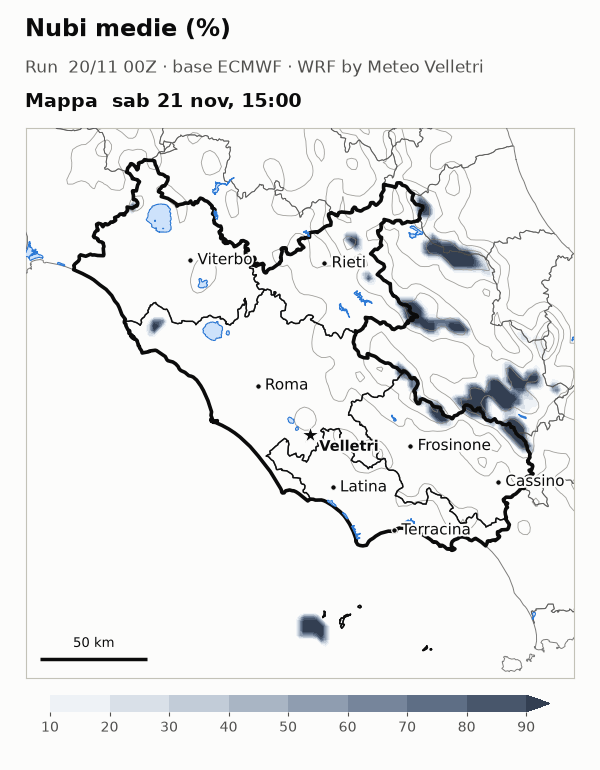 Nubi medie (%)
Run  20/11 00Z · base ECMWF · WRF by Meteo Velletri
Mappa  sab 21 nov, 15:00
Viterbo
Rieti
Roma
Velletri
Frosinone
Latina
Cassino
Terracina
50 km
10 20 30 40 50 60 70 80 90